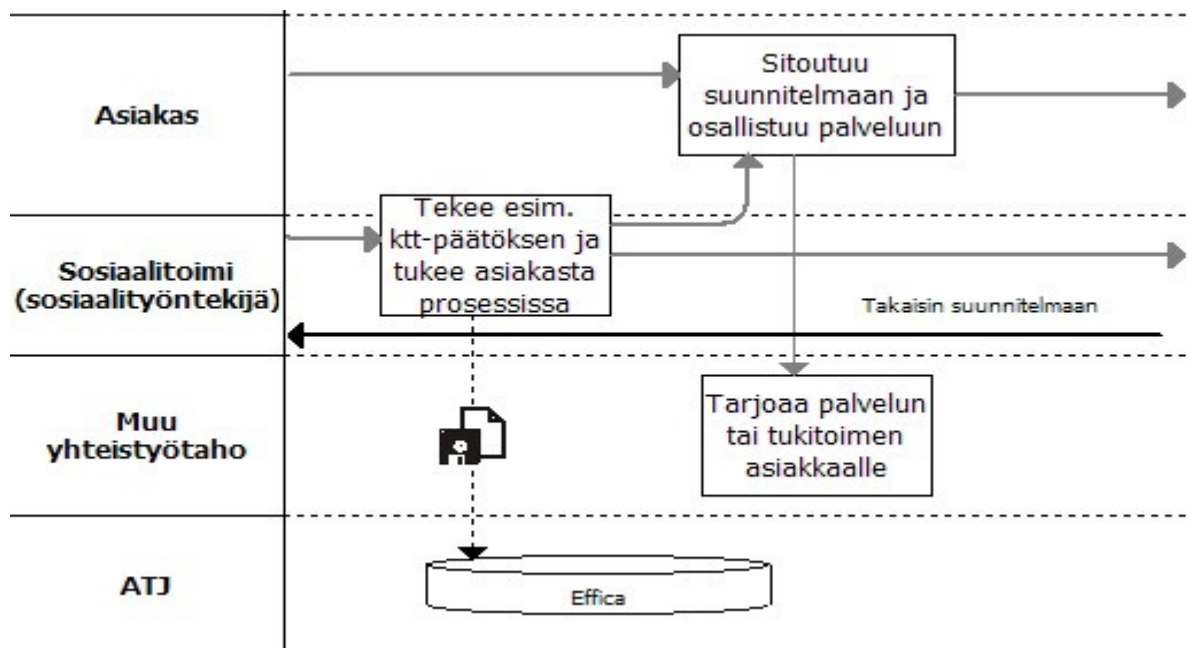 Asiakas
Sitoutuu
suunnitelmaan ja
osallistuu palveluun
Sosiaalitoimi
(sosiaalityöntekijä)
Tekee esim.
ktt-päätöksen ja
tukee asiakasta
prosessissa
Takaisin suunnitelmaan
Muu
yhteistyötaho
Tarjoaa palvelun
tai tukitoimen
asiakkaalle
ATJ
Effica